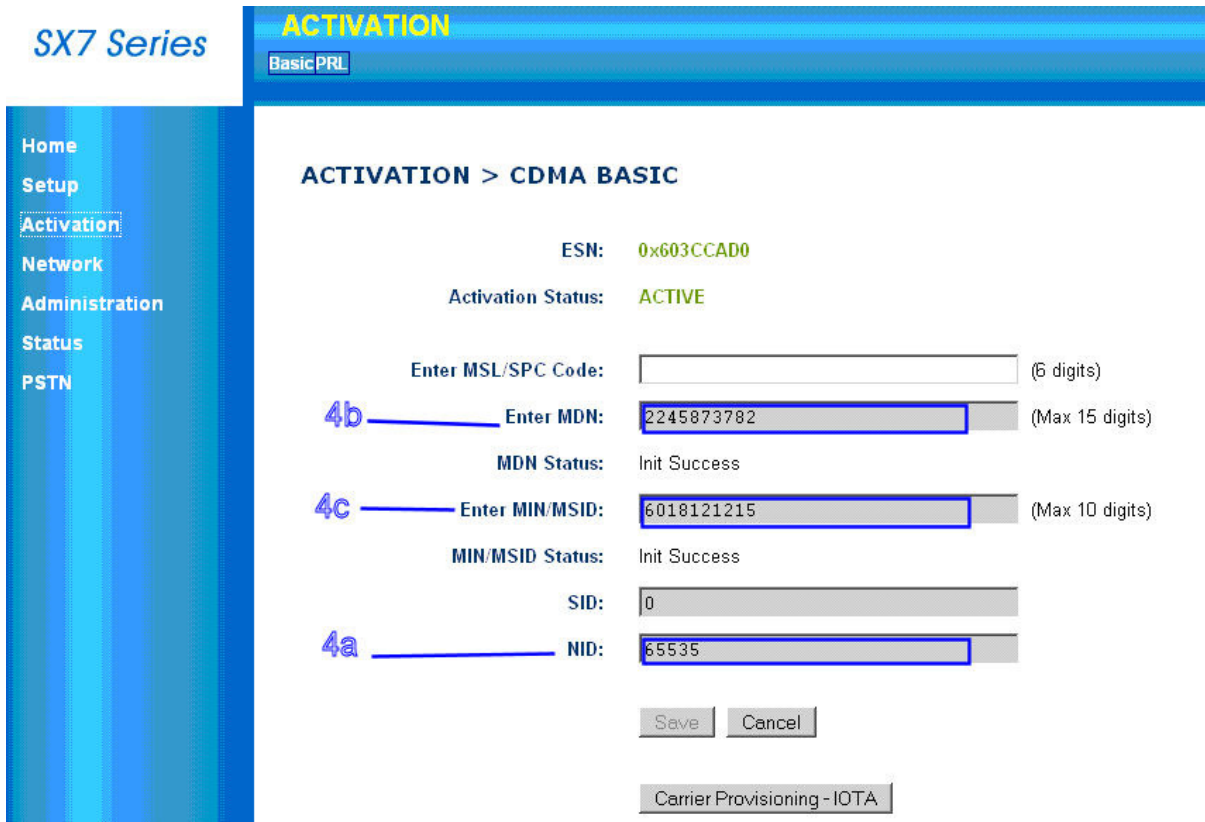 SX7 Series
ACTIVATION
Basic PRL
Home
Setup
Activation
Network
Administration
Status
PSTN
ACTIVATION > CDMA BASIC
ESN: 0x603CCAD0
Activation Status: ACTIVE
Enter MSL/SPC Code: (6 digits)
4b Enter MDN: 2245873782 (Max 15 digits)
MDN Status: Init Success
4c Enter MIN/MSID: 6018121215 (Max 10 digits)
MIN/MSID Status: Init Success
SID: 0
4a NID: 65535
Save Cancel
Carrier Provisioning - IOTA